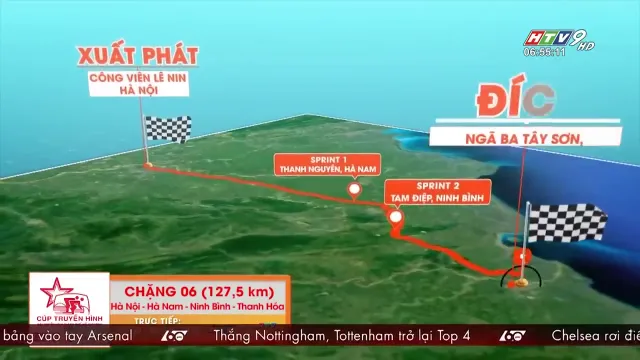 HTV9 HD
06:55:11
XUẤT PHÁT
CÔNG VIÊN LÊ NIN
HÀ NỘI
ĐÍC
NGÃ BA TÂY SƠN,
SPRINT 1
THANH NGUYÊN, HÀ NAM
SPRINT 2
TAM ĐIỆP, NINH BÌNH
CHẶNG 06 (127,5 km)
Hà Nội - Hà Nam - Ninh Bình - Thanh Hóa
TRỰC TIẾP:
CÚP TRUYỀN HÌNH
bảng vào tay Arsenal
60
Thắng Nottingham, Tottenham trở lại Top 4
60
Chelsea rơi điể